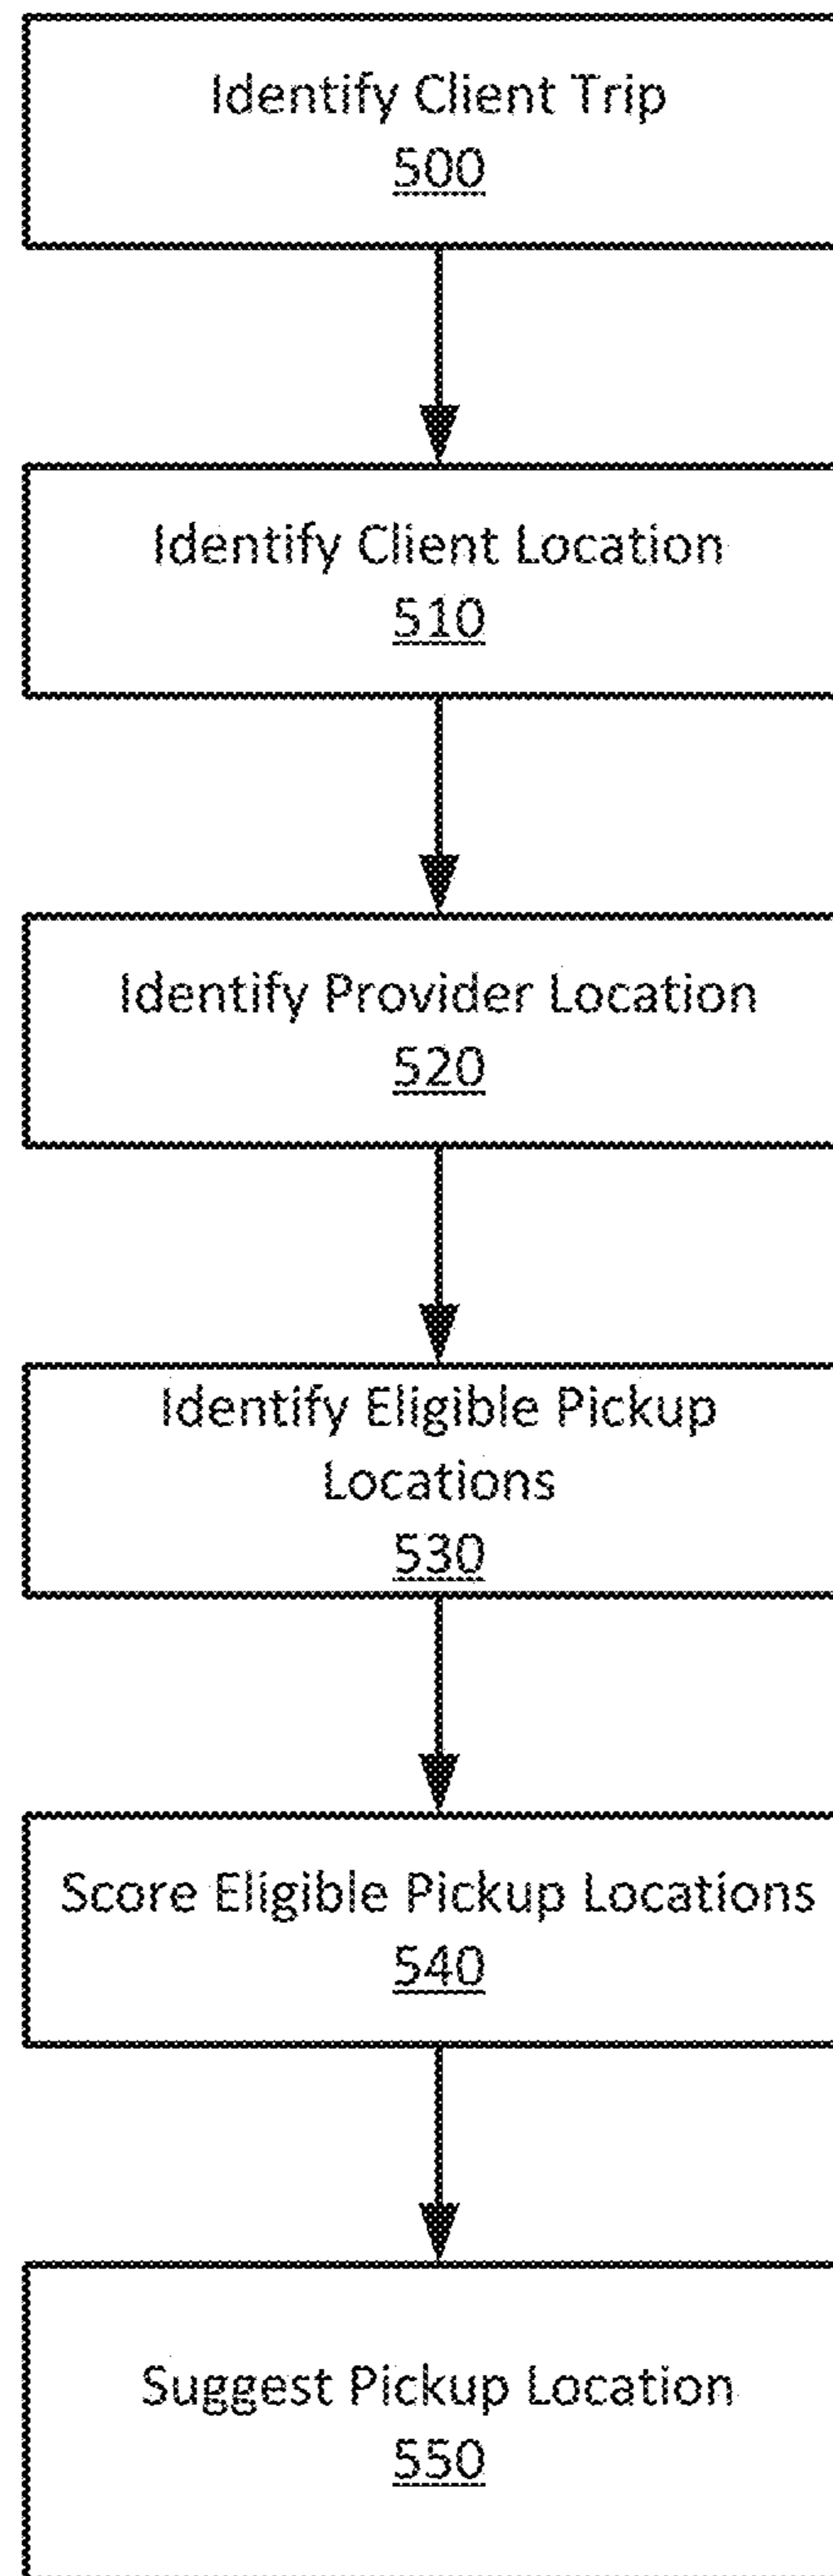 Identify Client Trip
500
Identify Client Location
510
Identify Provider Location
520
Identify Eligible Pickup
Locations
530
Score Eligible Pickup Locations
540
Suggest Pickup Location
550